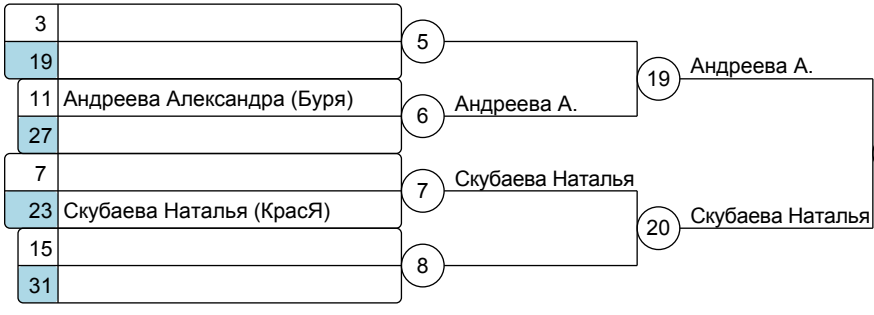 3
5
19
19 Андреева А.
11 Андреева Александра (Буря)
6 Андреева А.
27
7
7 Скубаева Наталья
23 Скубаева Наталья (КрасЯ)
20 Скубаева Наталья
15
8
31